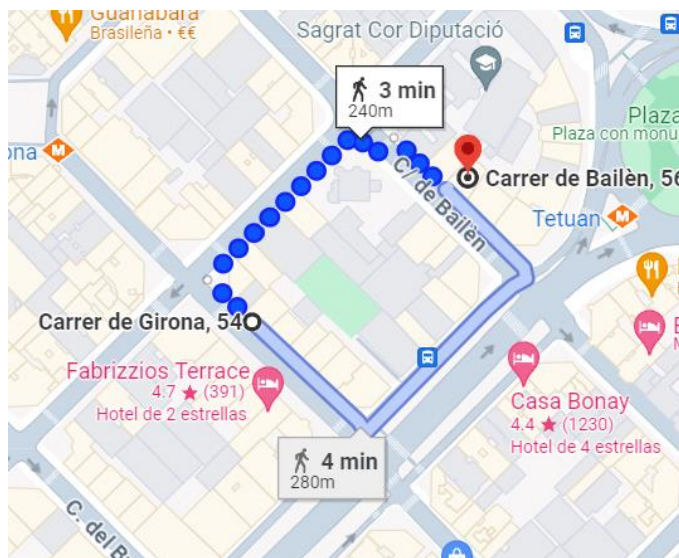 Guanabara
Brasileña • €€
Sagrat Cor Diputació
3 min
240m
Plaza
Plaza con monu
ona
M
C/ de Bailèn
Carrer de Bailèn, 56
Tetuan
M
Carrer de Girona, 54
Fabrizzios Terrace
4.7 ★ (391)
Hotel de 2 estrellas
Casa Bonay
4.4 ★ (1230)
Hotel de 4 estrellas
4 min
280m
C. del B